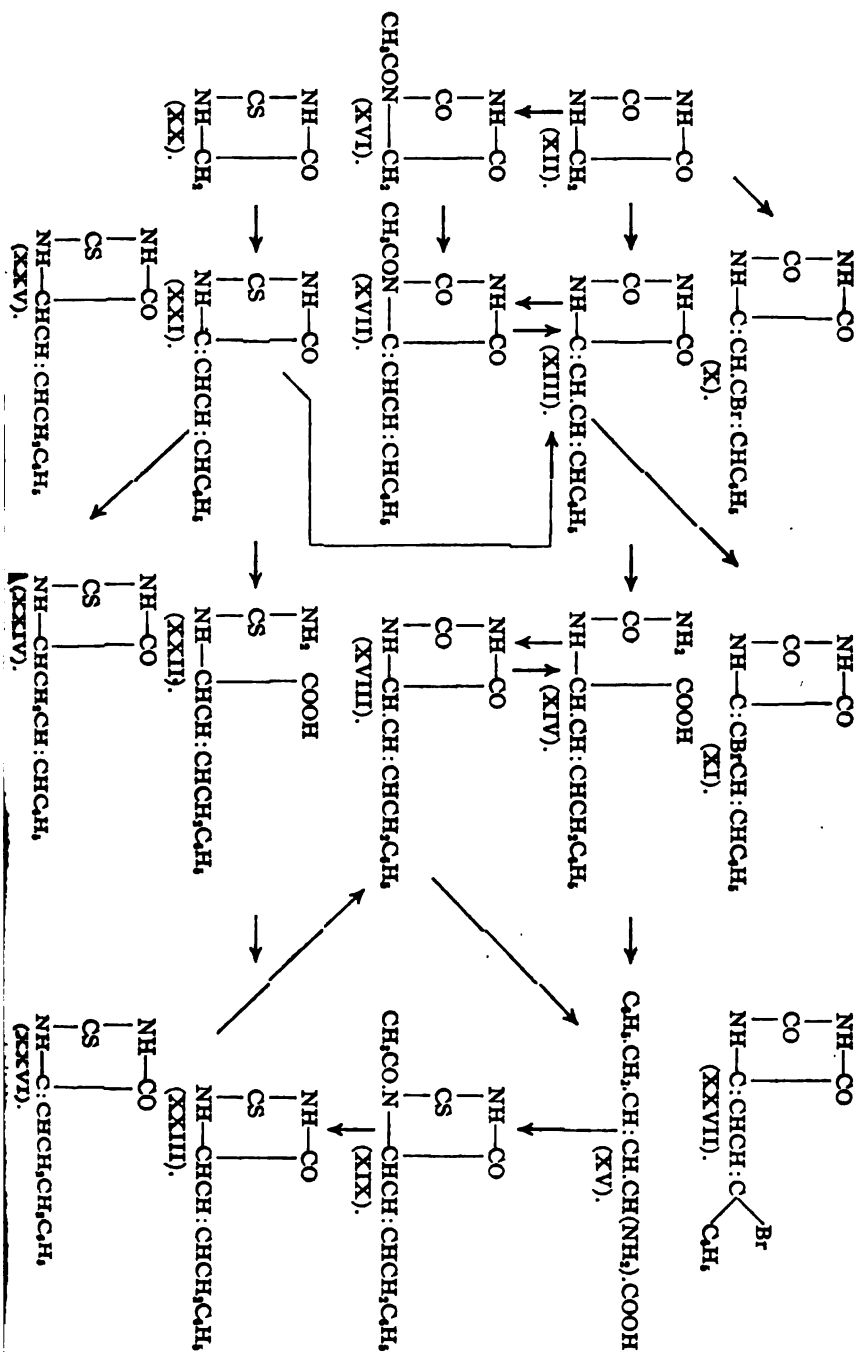 NH—CO NH—CO NH—CO
CO CO CO
NH—C:CH.CBr:CHC₆H₅ NH—C:CBrCH:CHC₆H₅ NH—C:CHCH:C Br C₆H₅
(X). (XI). (XXVII).
NH—CO NH—CO NH₂ COOH
CO CO CO C₆H₅.CH₂.CH:CH.CH(NH₂).COOH
NH—CH₂ NH—C:CH.CH:CHC₆H₅ NH—CH.CH:CHCH₂C₆H₅ (XV).
(XII). (XIII). (XIV).
NH—CO NH—CO NH—CO NH—CO
CO CO CO CS
CH₃CON—CH₂ CH₃CON—C:CHCH:CHC₆H₅ NH—CH.CH:CHCH₂C₆H₅ CH₃CO.N—CHCH:CHCH₂C₆H₅
(XVI). (XVII). (XVIII). (XIX).
NH—CO NH—CO NH₂ COOH NH—CO
CS CS CS CS
NH—CH₂ NH—C:CHCH:CHC₆H₅ NH—CHCH:CHCH₂C₆H₅ NH—CHCH:CHCH₂C₆H₅
(XX). (XXI). (XXII). (XXIII).
NH—CO NH—CO NH—CO
CS CS CS
NH—CHCH:CHCH₂C₆H₅ NH—CHCH₂CH:CHC₆H₅ NH—C:CHCH₂CH₂C₆H₅
(XXV). (XXIV). (XXVI).